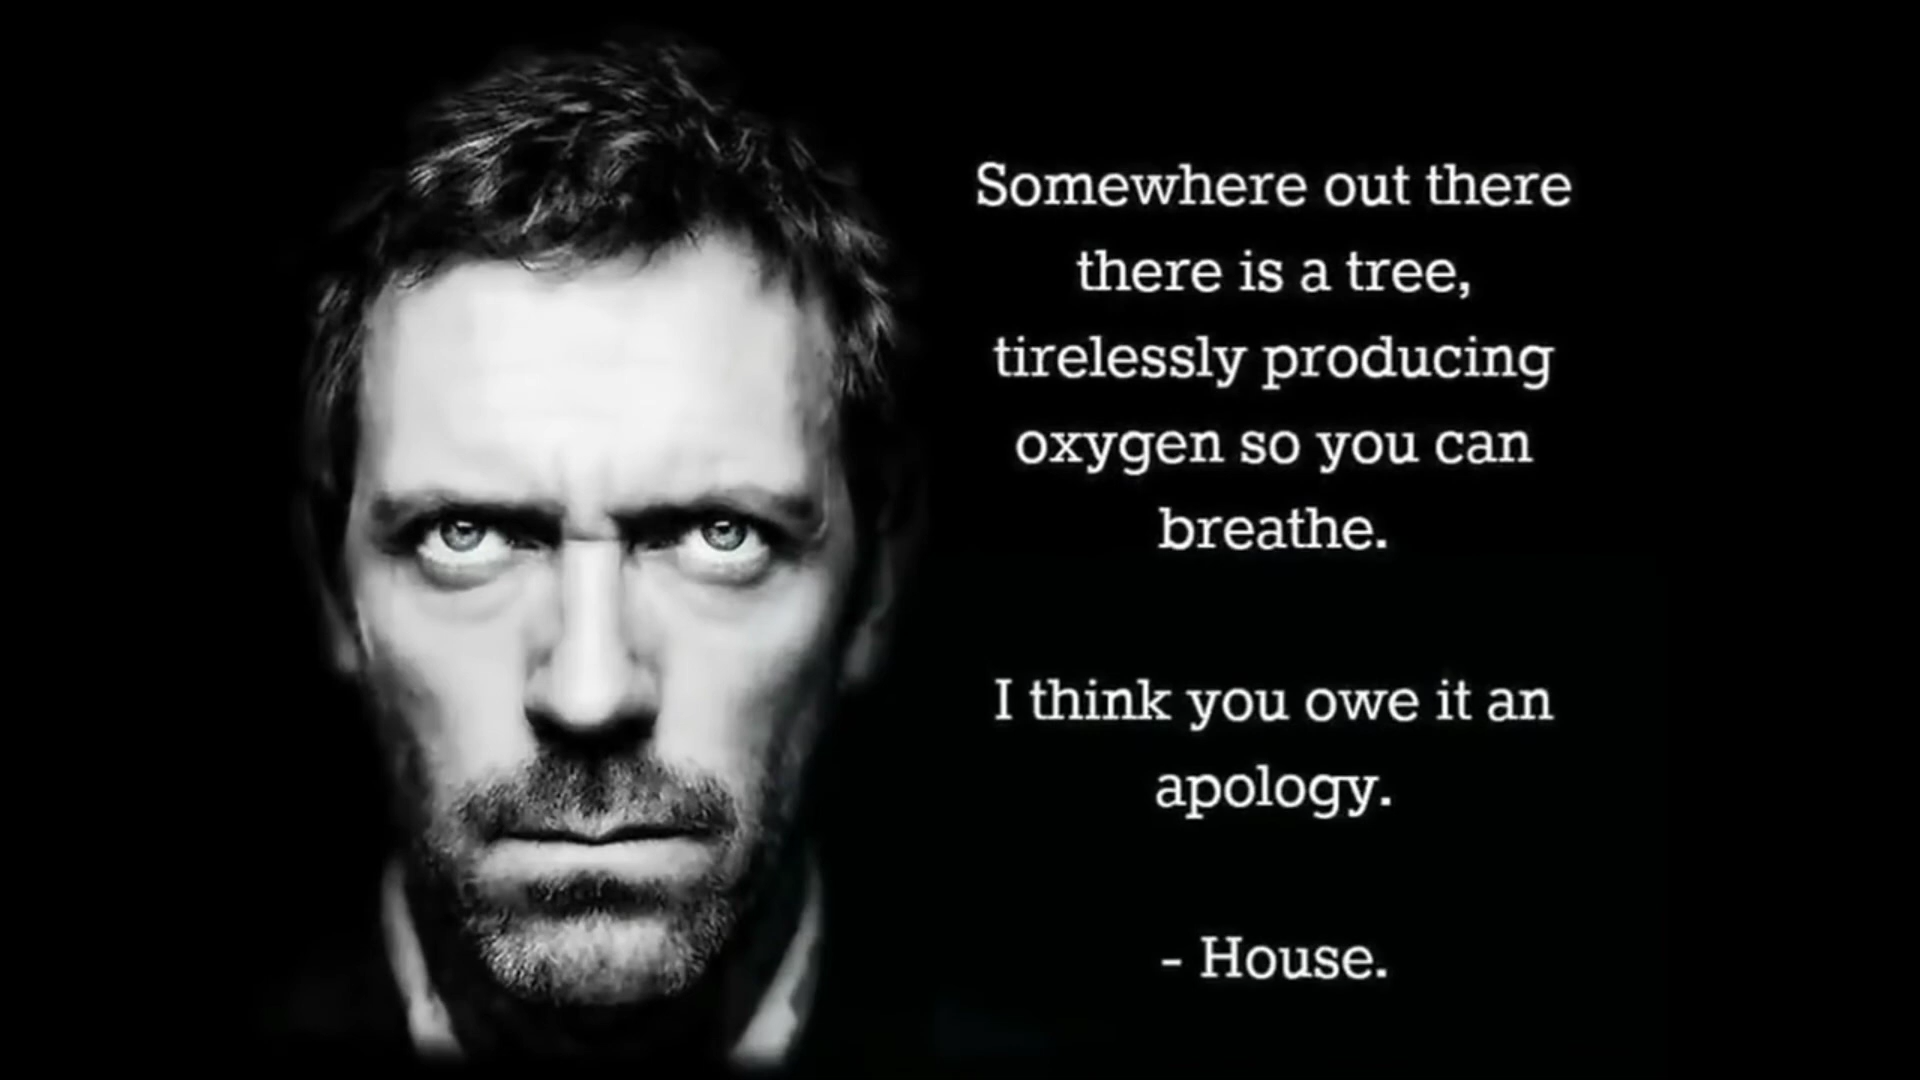 Somewhere out there
there is a tree,
tirelessly producing
oxygen so you can
breathe.
I think you owe it an
apology.
- House.